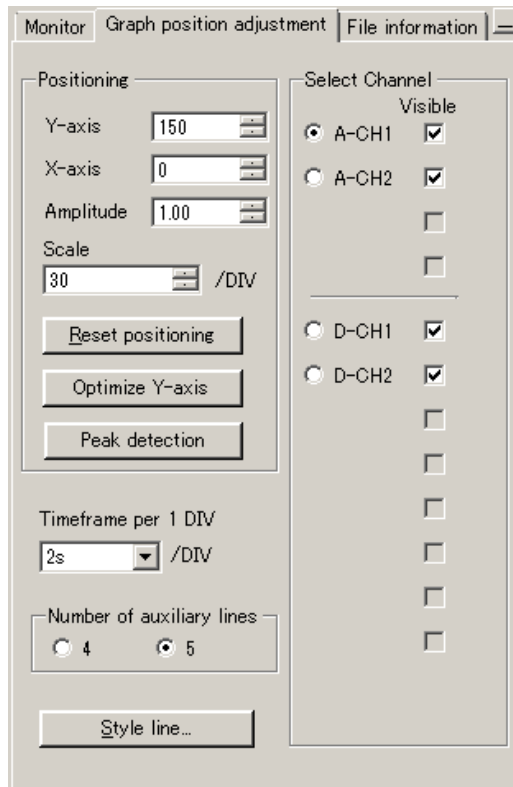 Monitor
Graph position adjustment
File information
Positioning
Y-axis
150
X-axis
0
Amplitude
1.00
Scale
30
/DIV
Reset positioning
Optimize Y-axis
Peak detection
Timeframe per 1 DIV
2s
/DIV
Number of auxiliary lines
4
5
Style line...
Select Channel
Visible
A-CH1
A-CH2
D-CH1
D-CH2